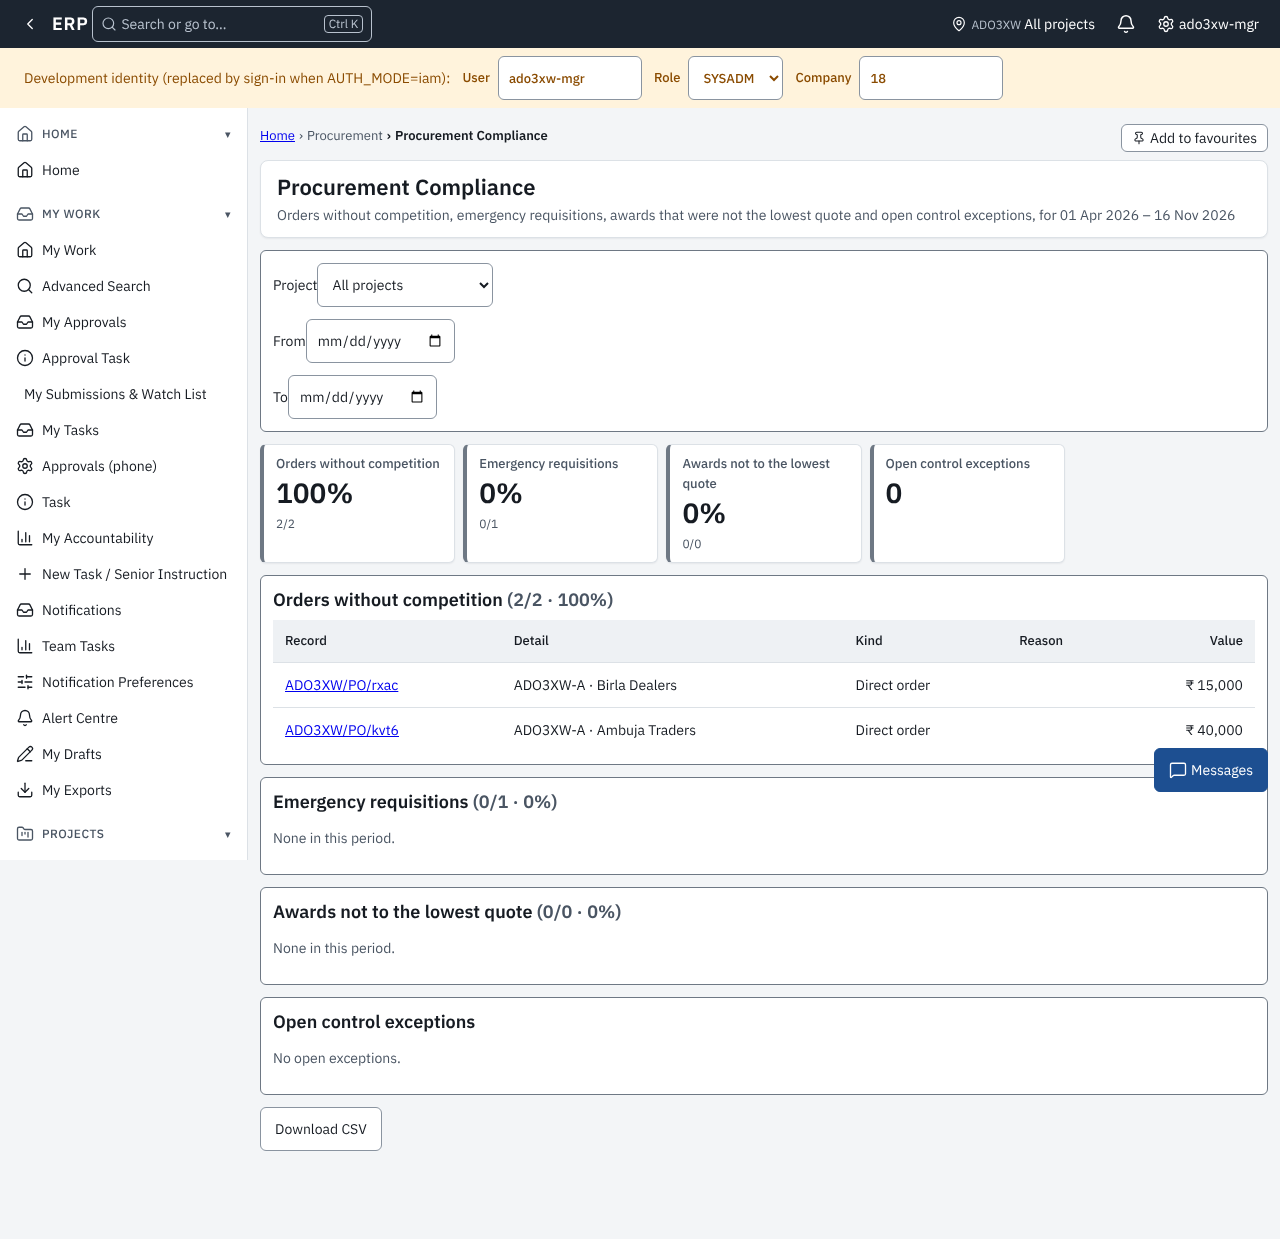 ERP
Search or go to...
Ctrl K
ADO3XW All projects
ado3xw-mgr
Development identity (replaced by sign-in when AUTH_MODE=iam):
User
ado3xw-mgr
Role
SYSADM
Company
18
HOME
Home
MY WORK
My Work
Advanced Search
My Approvals
Approval Task
My Submissions & Watch List
My Tasks
Approvals (phone)
Task
My Accountability
New Task / Senior Instruction
Notifications
Team Tasks
Notification Preferences
Alert Centre
My Drafts
My Exports
PROJECTS
Home › Procurement › Procurement Compliance
Add to favourites
Procurement Compliance
Orders without competition, emergency requisitions, awards that were not the lowest quote and open control exceptions, for 01 Apr 2026 – 16 Nov 2026
Project
All projects
From
mm/dd/yyyy
To
mm/dd/yyyy
Orders without competition
100%
2/2
Emergency requisitions
0%
0/1
Awards not to the lowest
quote
0%
0/0
Open control exceptions
0
Orders without competition (2/2 · 100%)
Record Detail Kind Reason Value
ADO3XW/PO/rxac ADO3XW-A · Birla Dealers Direct order ₹ 15,000
ADO3XW/PO/kvt6 ADO3XW-A · Ambuja Traders Direct order ₹ 40,000
Messages
Emergency requisitions (0/1 · 0%)
None in this period.
Awards not to the lowest quote (0/0 · 0%)
None in this period.
Open control exceptions
No open exceptions.
Download CSV